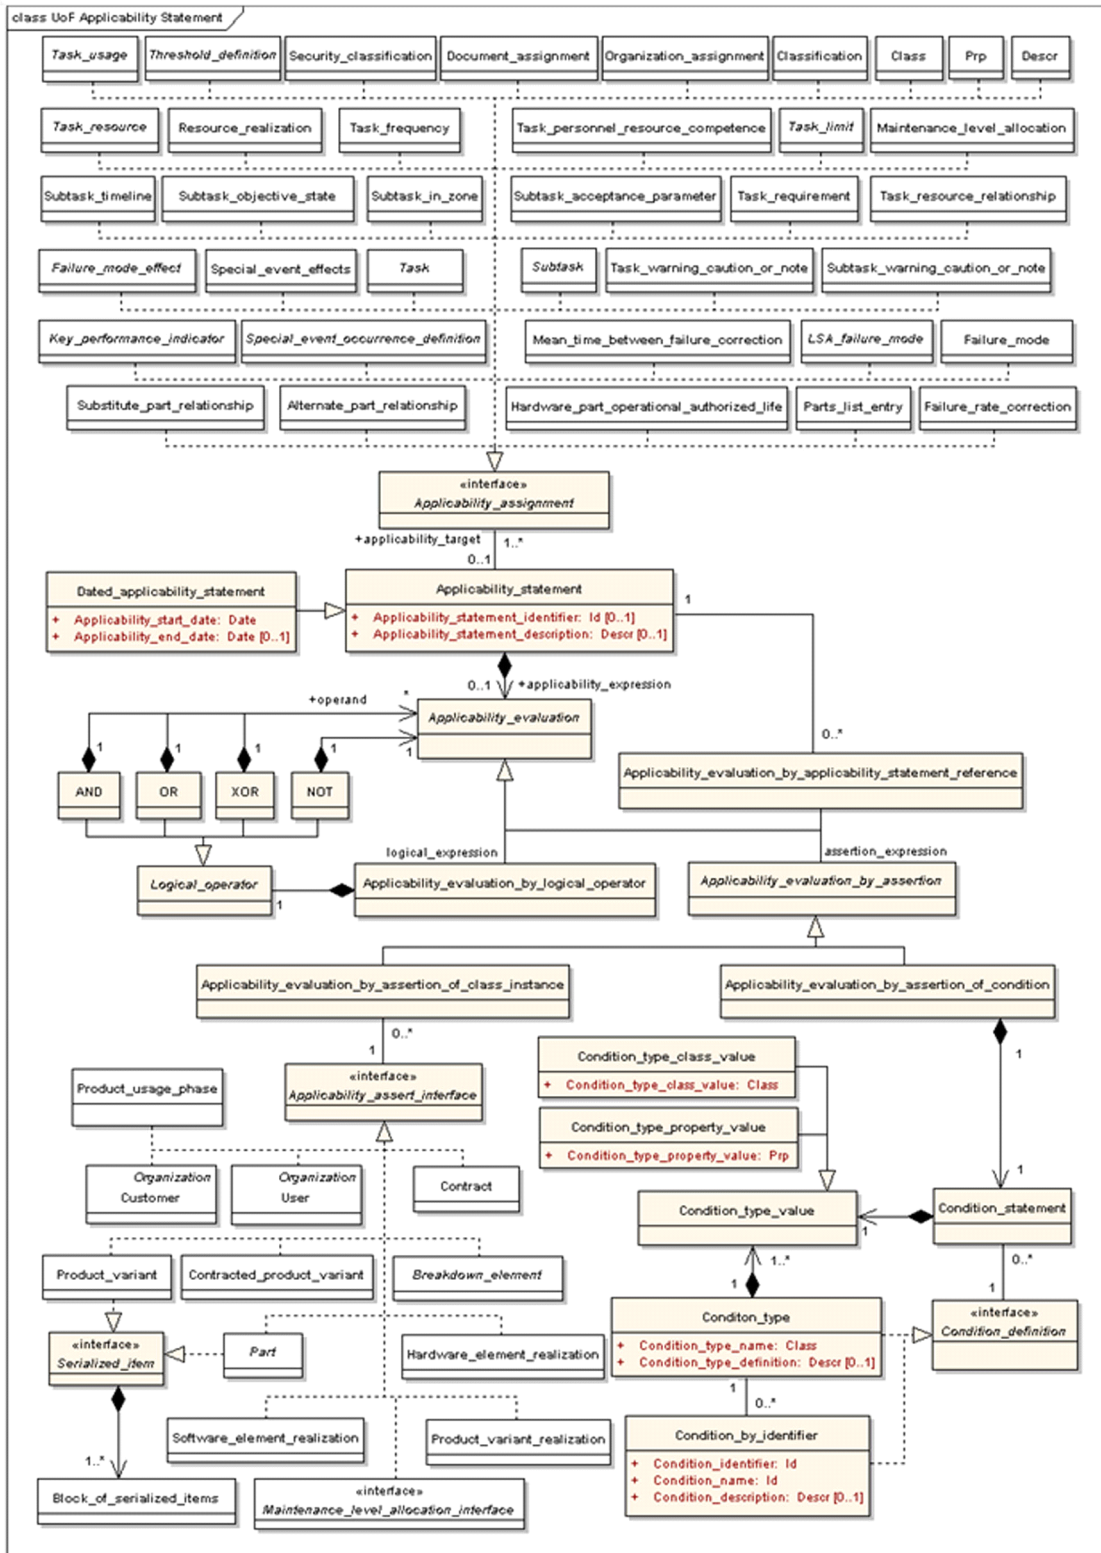 class UoF Applicability Statement
Task_usage
Threshold_definition
Security_classification
Document_assignment
Organization_assignment
Classification
Class
Prp
Descr
Task_resource
Resource_realization
Task_frequency
Task_personnel_resource_competence
Task_limit
Maintenance_level_allocation
Subtask_timeline
Subtask_objective_state
Subtask_in_zone
Subtask_acceptance_parameter
Task_requirement
Task_resource_relationship
Failure_mode_effect
Special_event_effects
Task
Subtask
Task_warning_caution_or_note
Subtask_warning_caution_or_note
Key_performance_indicator
Special_event_occurrence_definition
Mean_time_between_failure_correction
LSA_failure_mode
Failure_mode
Substitute_part_relationship
Alternate_part_relationship
Hardware_part_operational_authorized_life
Parts_list_entry
Failure_rate_correction
«interface»
Applicability_assignment
+applicability_target
1..*
0..1
Dated_applicability_statement
+ Applicability_start_date: Date
+ Applicability_end_date: Date [0..1]
Applicability_statement
+ Applicability_statement_identifier: Id [0..1]
+ Applicability_statement_description: Descr [0..1]
1
0..1
+applicability_expression
+operand
*
Applicability_evaluation
0..*
1
1
1
1
1
AND
OR
XOR
NOT
Applicability_evaluation_by_applicability_statement_reference
logical_expression
assertion_expression
Logical_operator
1
Applicability_evaluation_by_logical_operator
Applicability_evaluation_by_assertion
Applicability_evaluation_by_assertion_of_class_instance
Applicability_evaluation_by_assertion_of_condition
0..*
1
1
«interface»
Applicability_assert_interface
Condition_type_class_value
+ Condition_type_class_value: Class
Product_usage_phase
Condition_type_property_value
+ Condition_type_property_value: Prp
Organization
Customer
Organization
User
Contract
1
Condition_type_value
Condition_statement
1
1..*
1
0..*
1
Product_variant
Contracted_product_variant
Breakdown_element
Conditon_type
+ Condition_type_name: Class
+ Condition_type_definition: Descr [0..1]
«interface»
Condition_definition
«interface»
Serialized_item
Part
Hardware_element_realization
1
0..*
Software_element_realization
Product_variant_realization
Condition_by_identifier
+ Condition_identifier: Id
+ Condition_name: Id
+ Condition_description: Descr [0..1]
1..*
Block_of_serialized_items
«interface»
Maintenance_level_allocation_interface